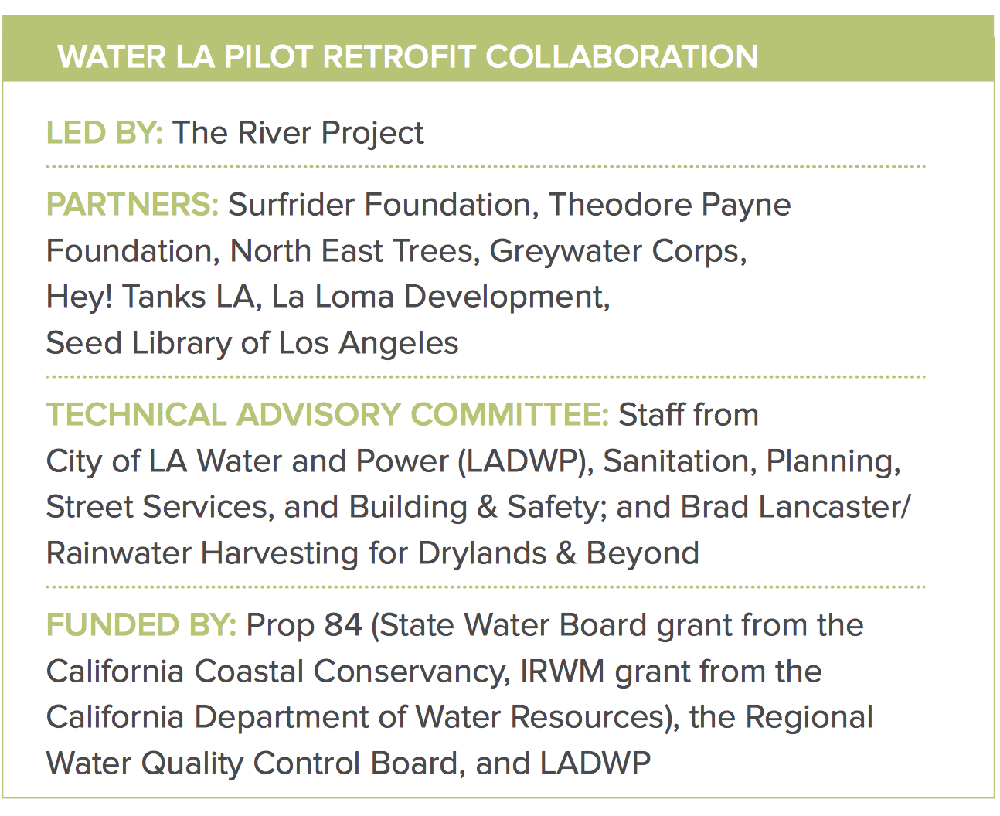 WATER LA PILOT RETROFIT COLLABORATION
LED BY: The River Project
PARTNERS: Surfrider Foundation, Theodore Payne
Foundation, North East Trees, Greywater Corps,
Hey! Tanks LA, La Loma Development,
Seed Library of Los Angeles
TECHNICAL ADVISORY COMMITTEE: Staff from
City of LA Water and Power (LADWP), Sanitation, Planning,
Street Services, and Building & Safety; and Brad Lancaster/
Rainwater Harvesting for Drylands & Beyond
FUNDED BY: Prop 84 (State Water Board grant from the
California Coastal Conservancy, IRWM grant from the
California Department of Water Resources), the Regional
Water Quality Control Board, and LADWP